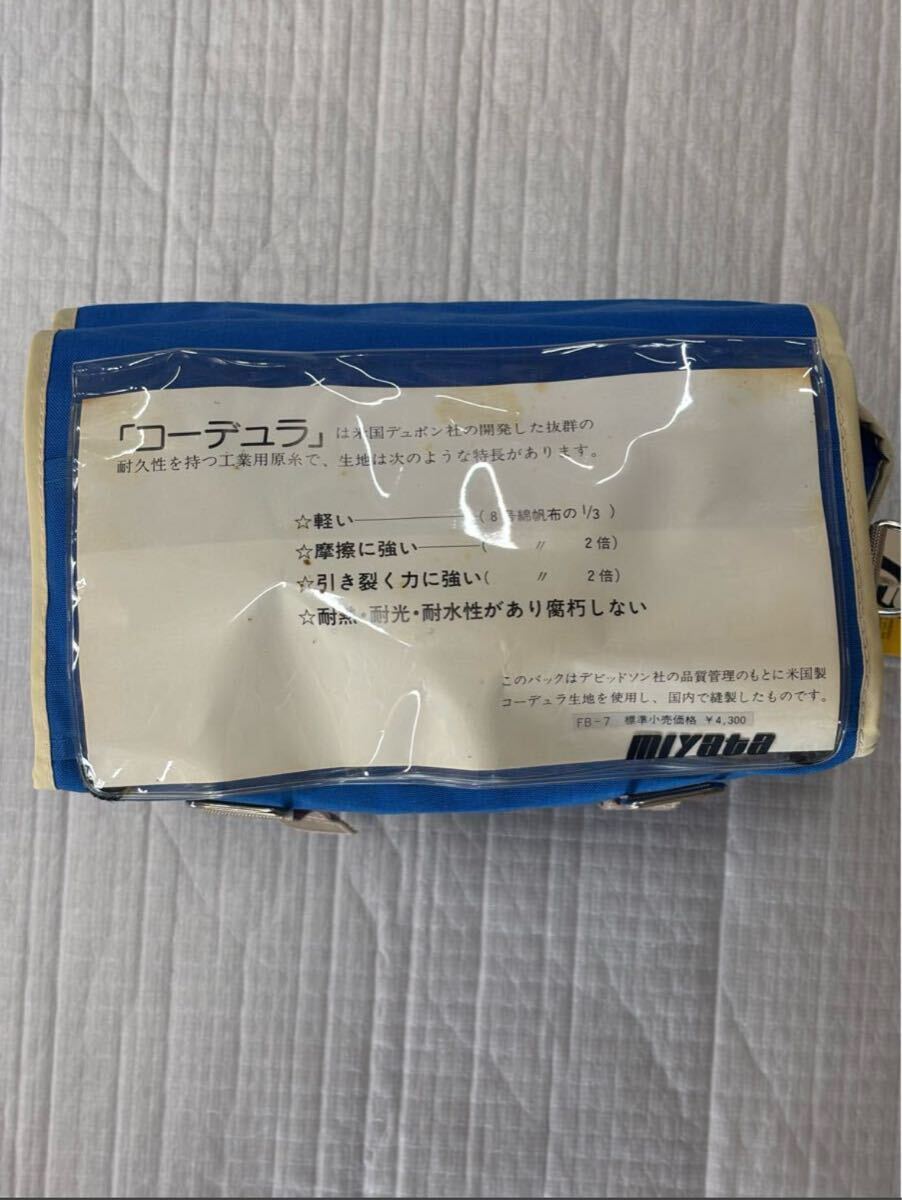 「コーデュラ」は米国デュポン社の開発した抜群の
耐久性を持つ工業用原糸で、生地は次のような特長があります。
☆軽い―――――(8号綿帆布の1/3)
☆摩擦に強い―――(〃 2倍)
☆引き裂く力に強い(〃 2倍)
☆耐熱・耐光・耐水性があり腐朽しない
このバックはデビッドソン社の品質管理のもとに米国製
コーデュラ生地を使用し、国内で縫製したものです。
FB-7 標準小売価格 ¥4,300
miyata